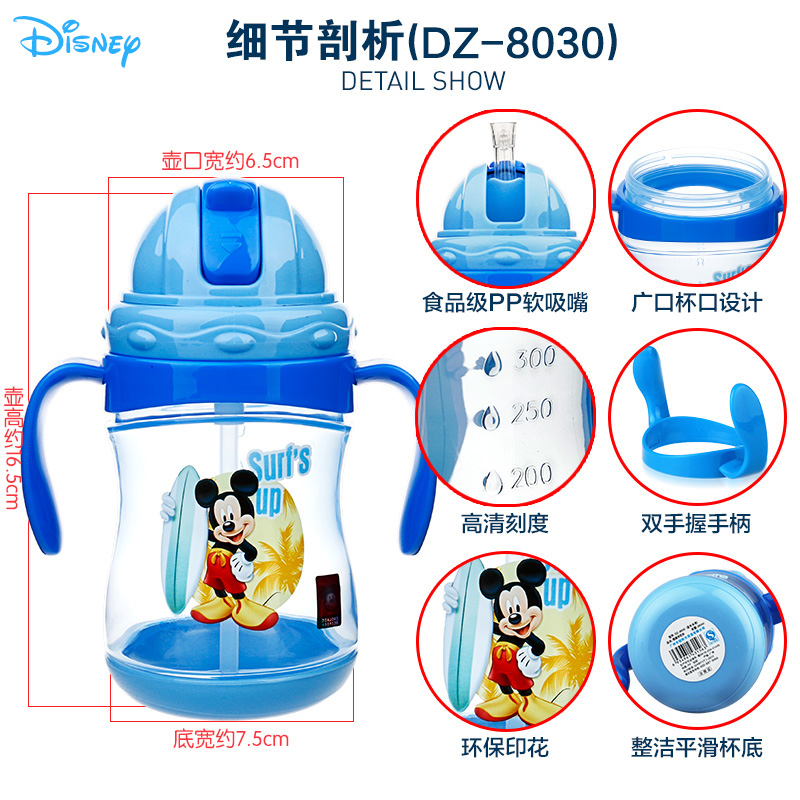 Disney
细节剖析(DZ-8030)
DETAIL SHOW
壶口宽约6.5cm
壶高约16.5cm
Surf's
up
底宽约7.5cm
食品级PP软吸嘴
Surf's
广口杯口设计
300
250
200
高清刻度
双手握手柄
up
环保印花
整洁平滑杯底